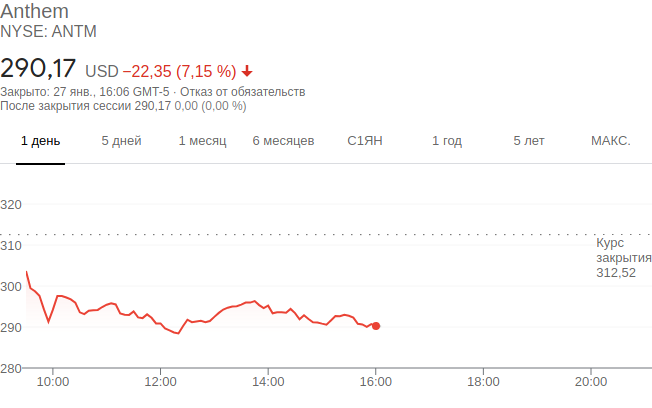 Anthem
NYSE: ANTM
290,17 USD −22,35 (7,15 %)
Закрыто: 27 янв., 16:06 GMT-5 · Отказ от обязательств
После закрытия сессии 290,17 0,00 (0,00 %)
1 день 5 дней 1 месяц 6 месяцев С1ЯН 1 год 5 лет МАКС.
320
310
Курс
закрытия
312,52
300
290
280
10:00 12:00 14:00 16:00 18:00 20:00